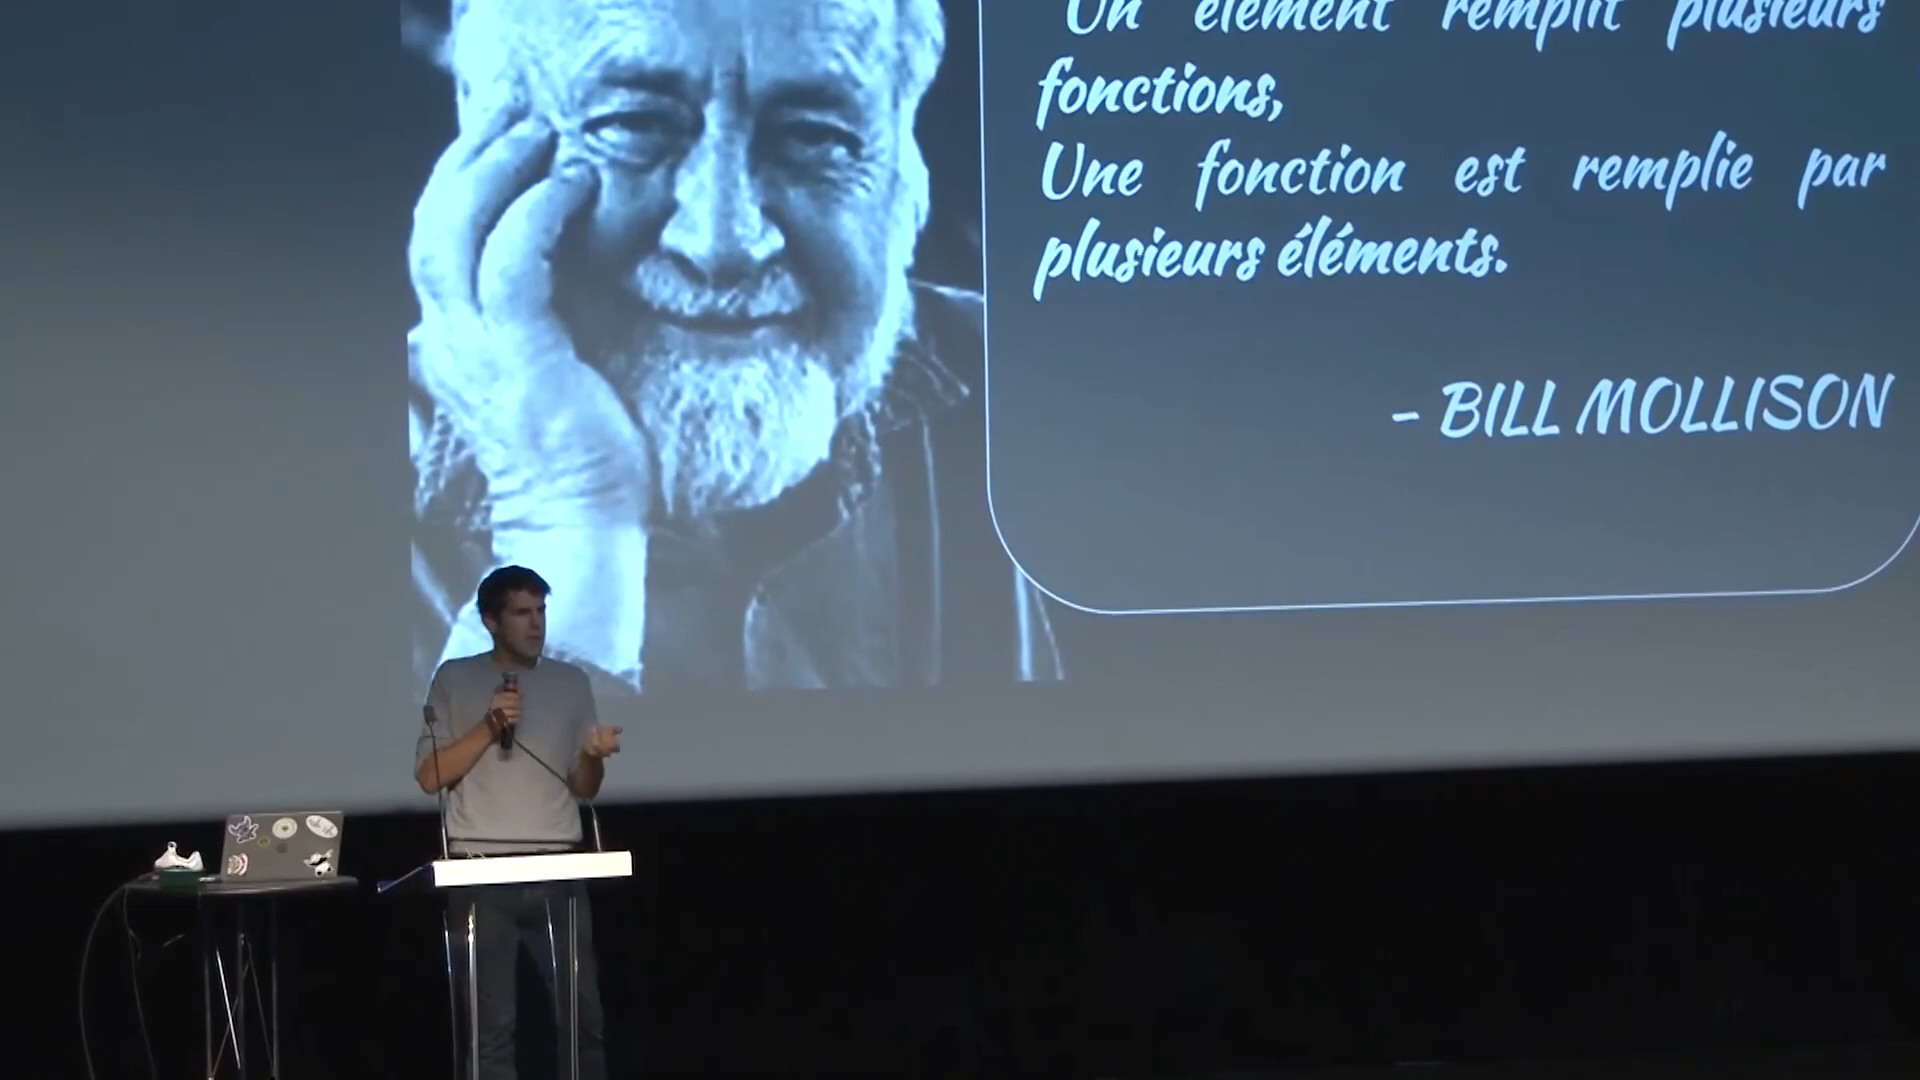 Un élément remplit plusieurs
fonctions,
Une fonction est remplie par
plusieurs éléments.
- BILL MOLLISON